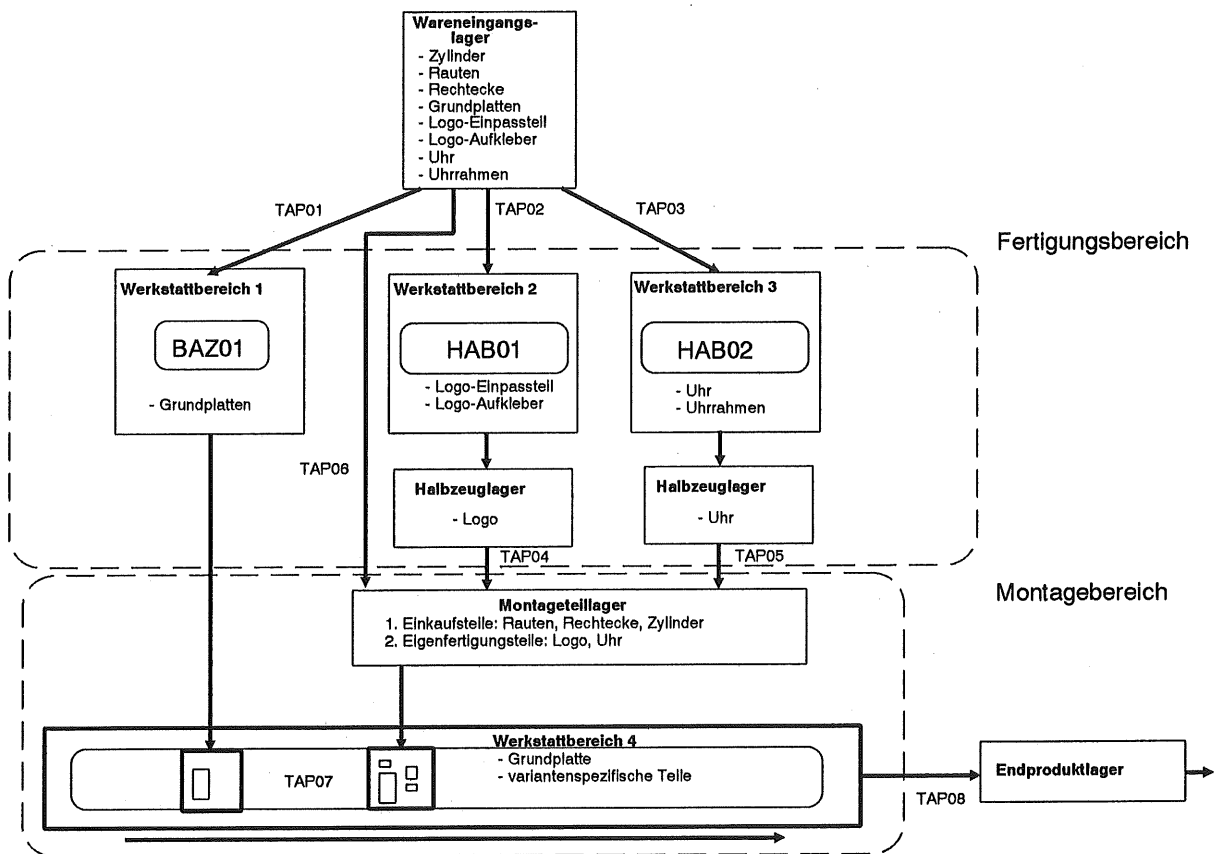 Wareneingangs-
lager
- Zylinder
- Rauten
- Rechtecke
- Grundplatten
- Logo-Einpassteil
- Logo-Aufkleber
- Uhr
- Uhrrahmen
TAP01
TAP02
TAP03
Fertigungsbereich
Werkstattbereich 1
BAZ01
- Grundplatten
Werkstattbereich 2
HAB01
- Logo-Einpassteil
- Logo-Aufkleber
Werkstattbereich 3
HAB02
- Uhr
- Uhrrahmen
TAP06
Halbzeuglager
- Logo
Halbzeuglager
- Uhr
TAP04
TAP05
Montagebereich
Montageteillager
1. Einkaufsteile: Rauten, Rechtecke, Zylinder
2. Eigenfertigungsteile: Logo, Uhr
Werkstattbereich 4
- Grundplatte
- variantenspezifische Teile
TAP07
TAP08
Endproduktlager